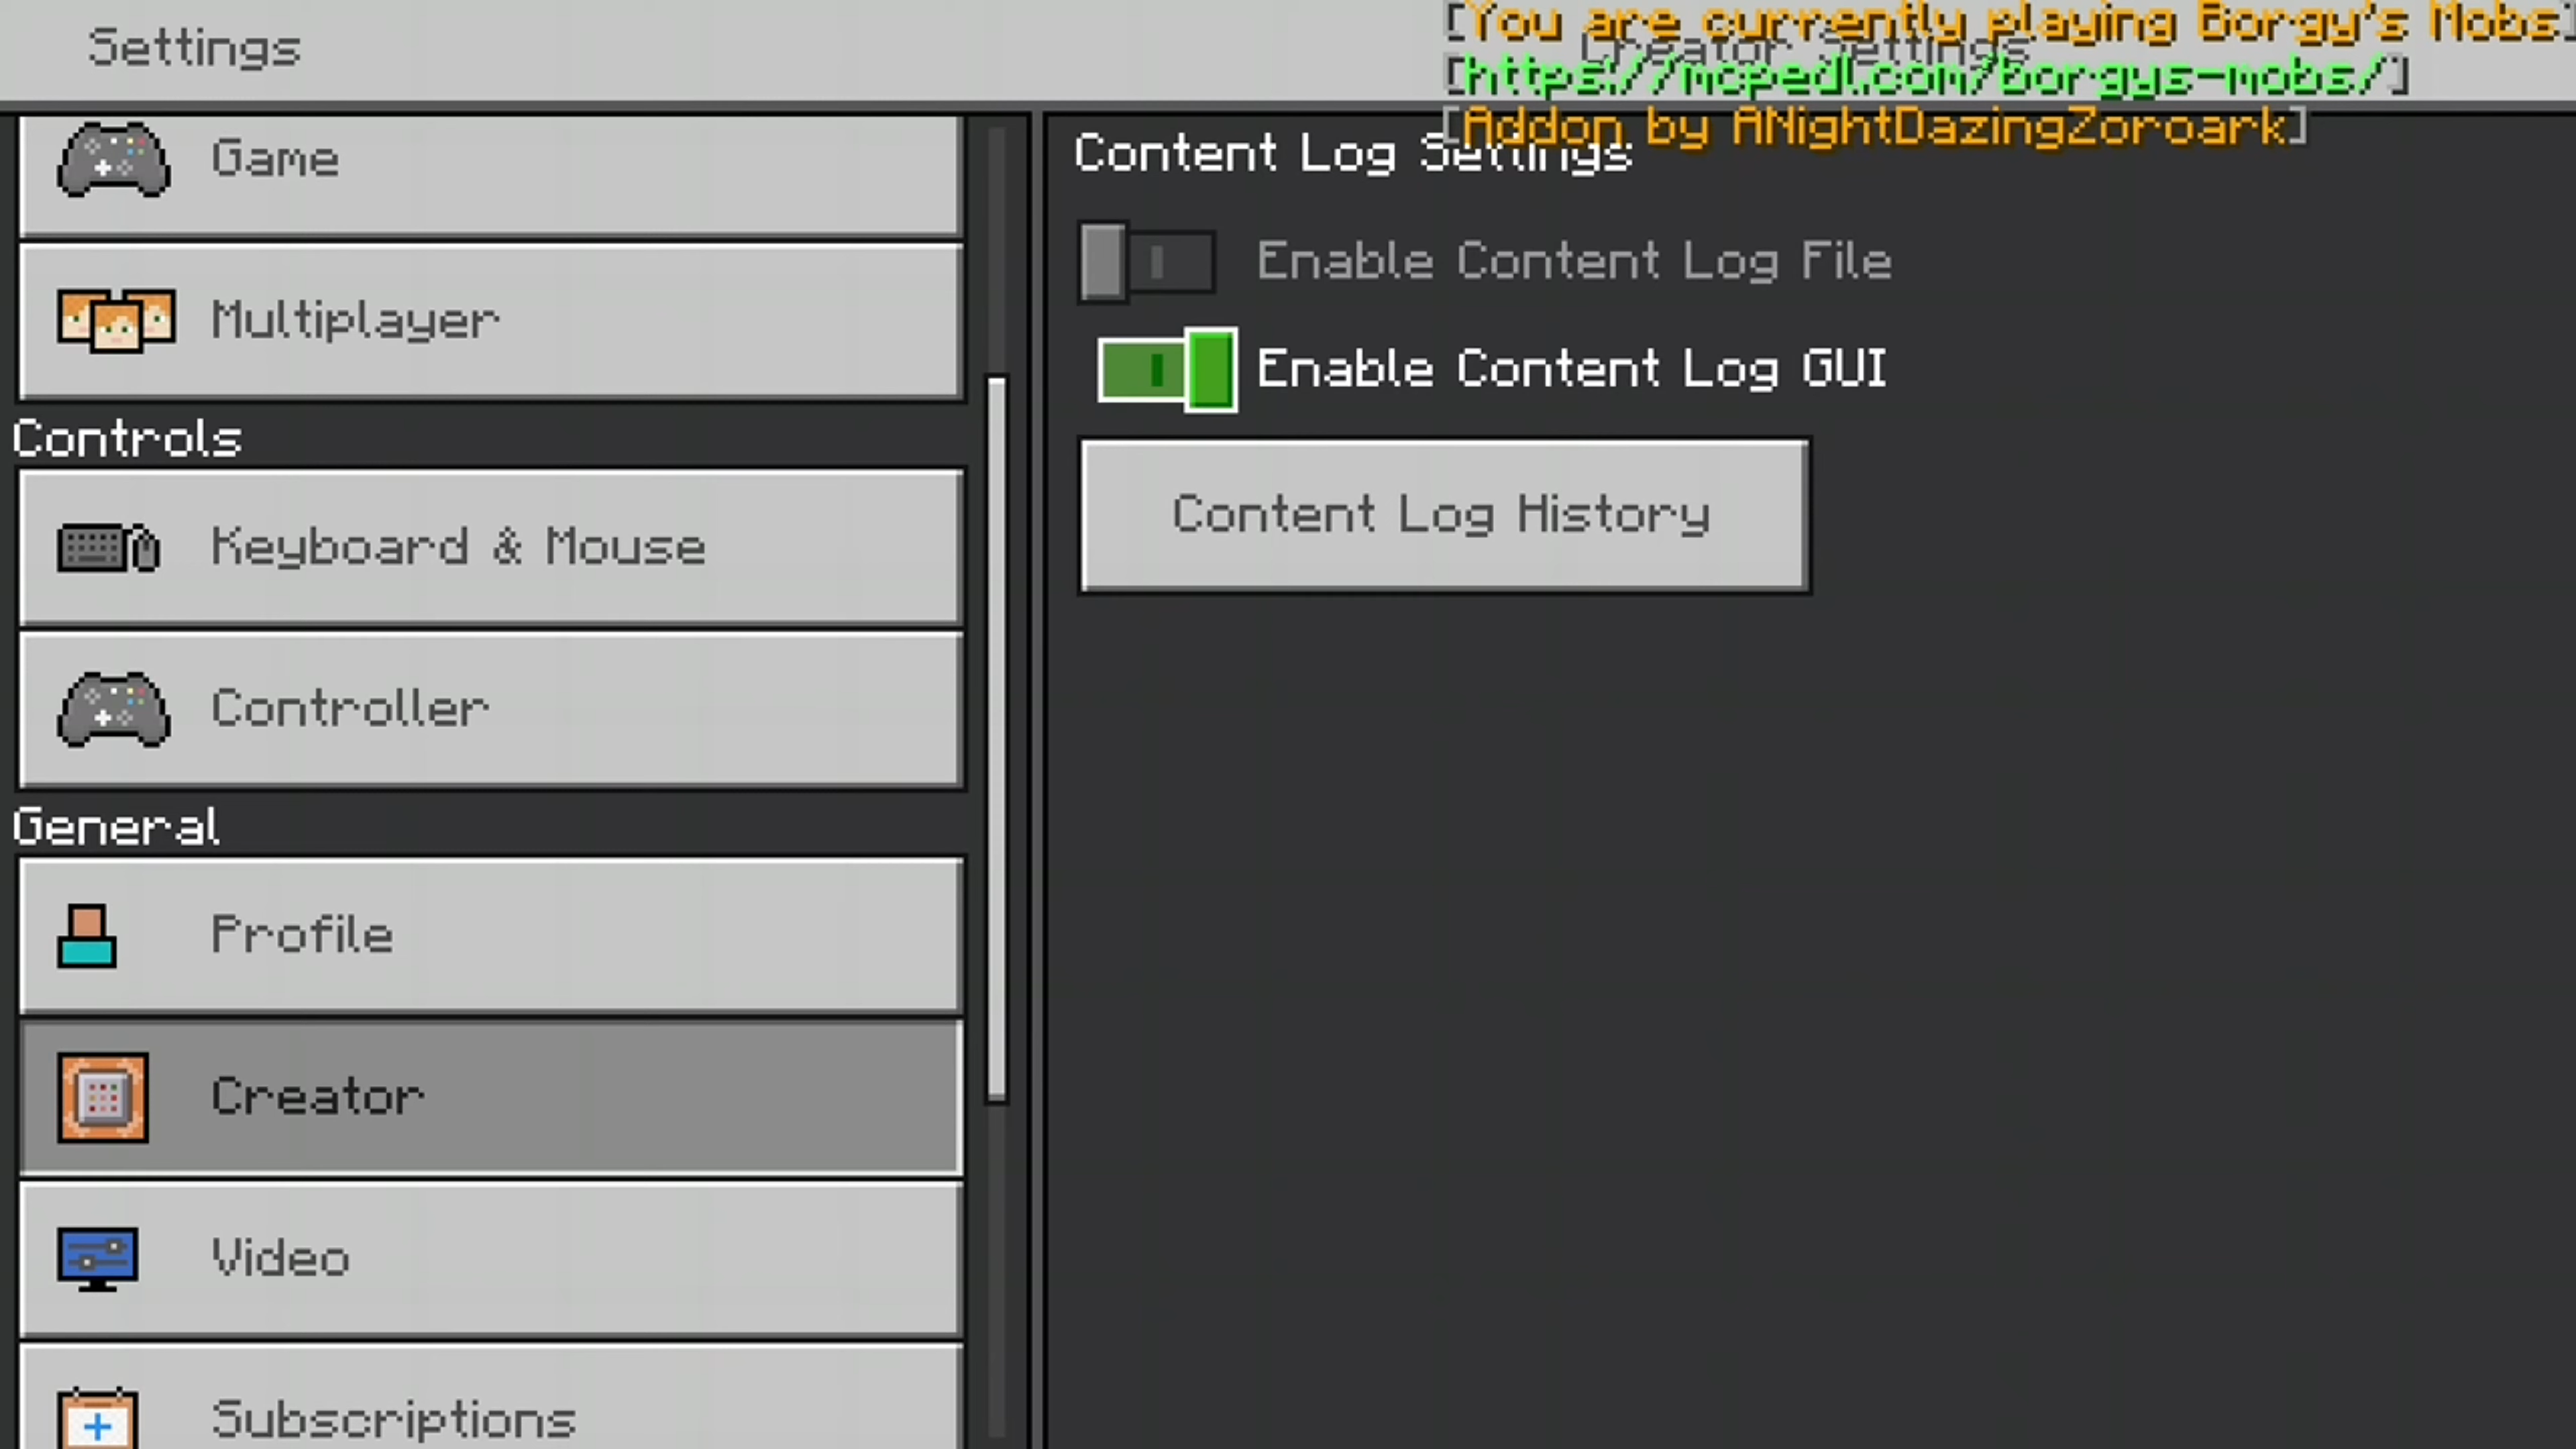 Settings
Creator Settings
[You are currently playing Borgy's Mobs]
[https://mcpedl.com/borgys-mobs/]
[Addon by ANightDazingZoroark]
Game
Multiplayer
Controls
Keyboard & Mouse
Controller
General
Profile
Creator
Video
Subscriptions
Content Log Settings
Enable Content Log File
Enable Content Log GUI
Content Log History